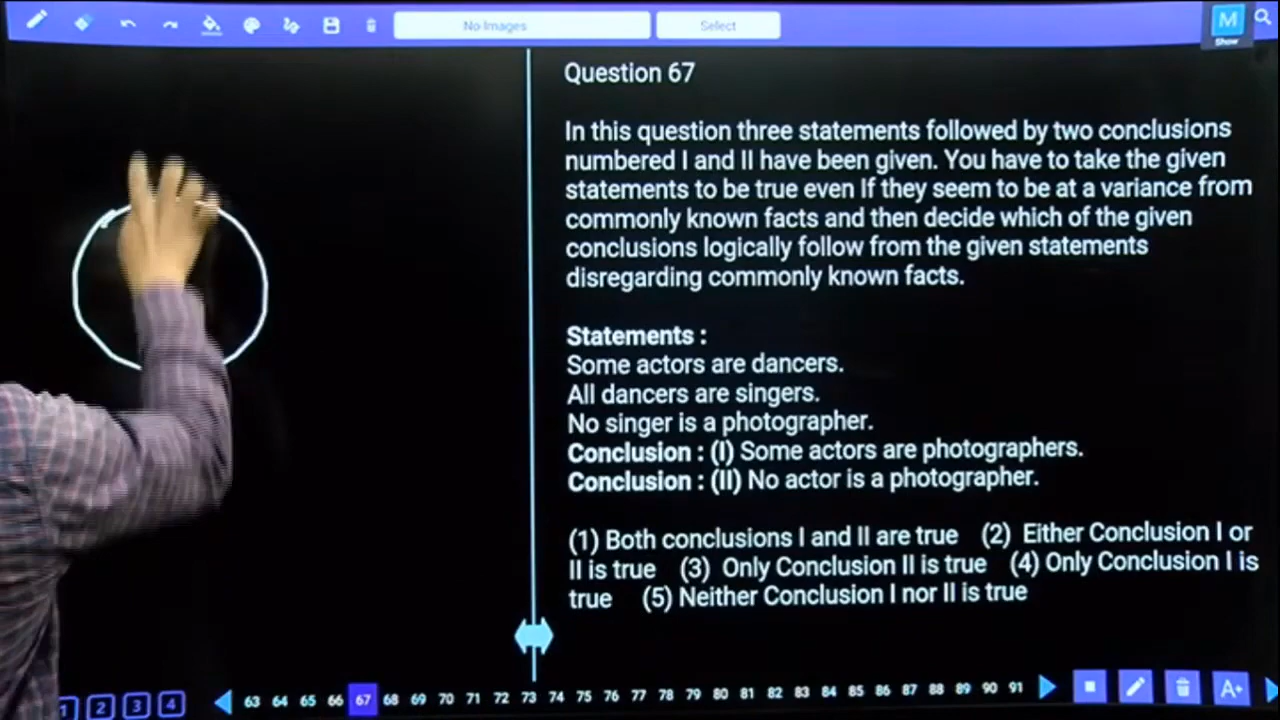 No Images
Select
M
Show
Question 67
In this question three statements followed by two conclusions
numbered I and II have been given. You have to take the given
statements to be true even If they seem to be at a variance from
commonly known facts and then decide which of the given
conclusions logically follow from the given statements
disregarding commonly known facts.
Statements :
Some actors are dancers.
All dancers are singers.
No singer is a photographer.
Conclusion : (I) Some actors are photographers.
Conclusion : (II) No actor is a photographer.
(1) Both conclusions I and II are true (2) Either Conclusion I or
II is true (3) Only Conclusion II is true (4) Only Conclusion I is
true (5) Neither Conclusion I nor II is true
1 2 3 4 63 64 65 66 67 68 69 70 71 72 73 74 75 76 77 78 79 80 81 82 83 84 85 86 87 88 89 90 91 A+